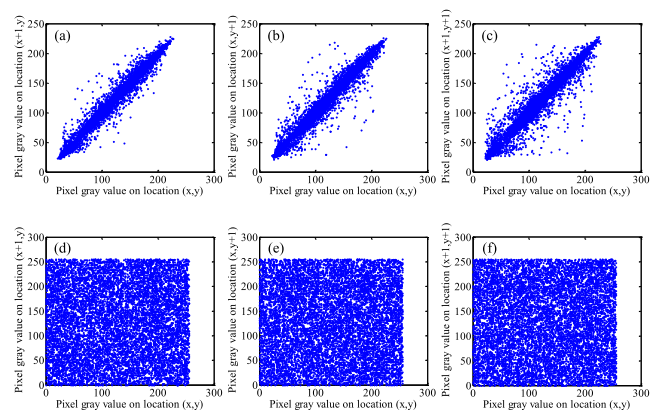 (a)
Pixel gray value on location (x+1,y)
250
200
150
100
50
0
0 100 200 300
Pixel gray value on location (x,y)
(b)
Pixel gray value on location (x,y+1)
250
200
150
100
50
0
0 100 200 300
Pixel gray value on location (x,y)
(c)
Pixel gray value on location (x+1,y+1)
250
200
150
100
50
0
0 100 200 300
Pixel gray value on location (x,y)
(d)
Pixel gray value on location (x+1,y)
300
250
200
150
100
50
0
0 100 200 300
Pixel gray value on location (x,y)
(e)
Pixel gray value on location (x,y+1)
300
250
200
150
100
50
0
0 100 200 300
Pixel gray value on location (x,y)
(f)
Pixel gray value on location (x+1,y+1)
300
250
200
150
100
50
0
0 100 200 300
Pixel gray value on location (x,y)